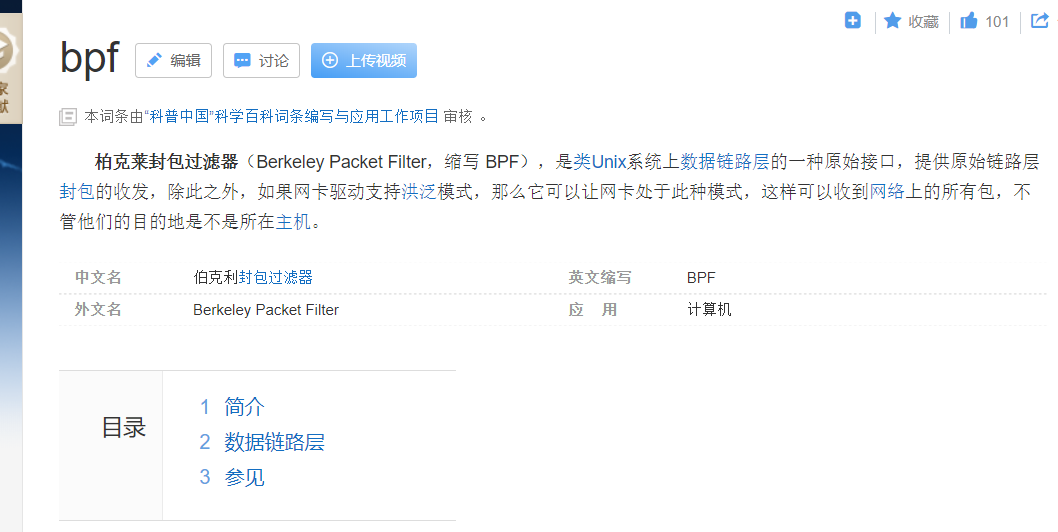 收藏 101
bpf 编辑 讨论 上传视频
家
献
本词条由“科普中国”科学百科词条编写与应用工作项目 审核 。
柏克莱封包过滤器（Berkeley Packet Filter，缩写 BPF），是类Unix系统上数据链路层的一种原始接口，提供原始链路层
封包的收发，除此之外，如果网卡驱动支持洪泛模式，那么它可以让网卡处于此种模式，这样可以收到网络上的所有包，不
管他们的目的地是不是所在主机。
中文名 伯克利封包过滤器 英文缩写 BPF
外文名 Berkeley Packet Filter 应 用 计算机
目录
1 简介
2 数据链路层
3 参见